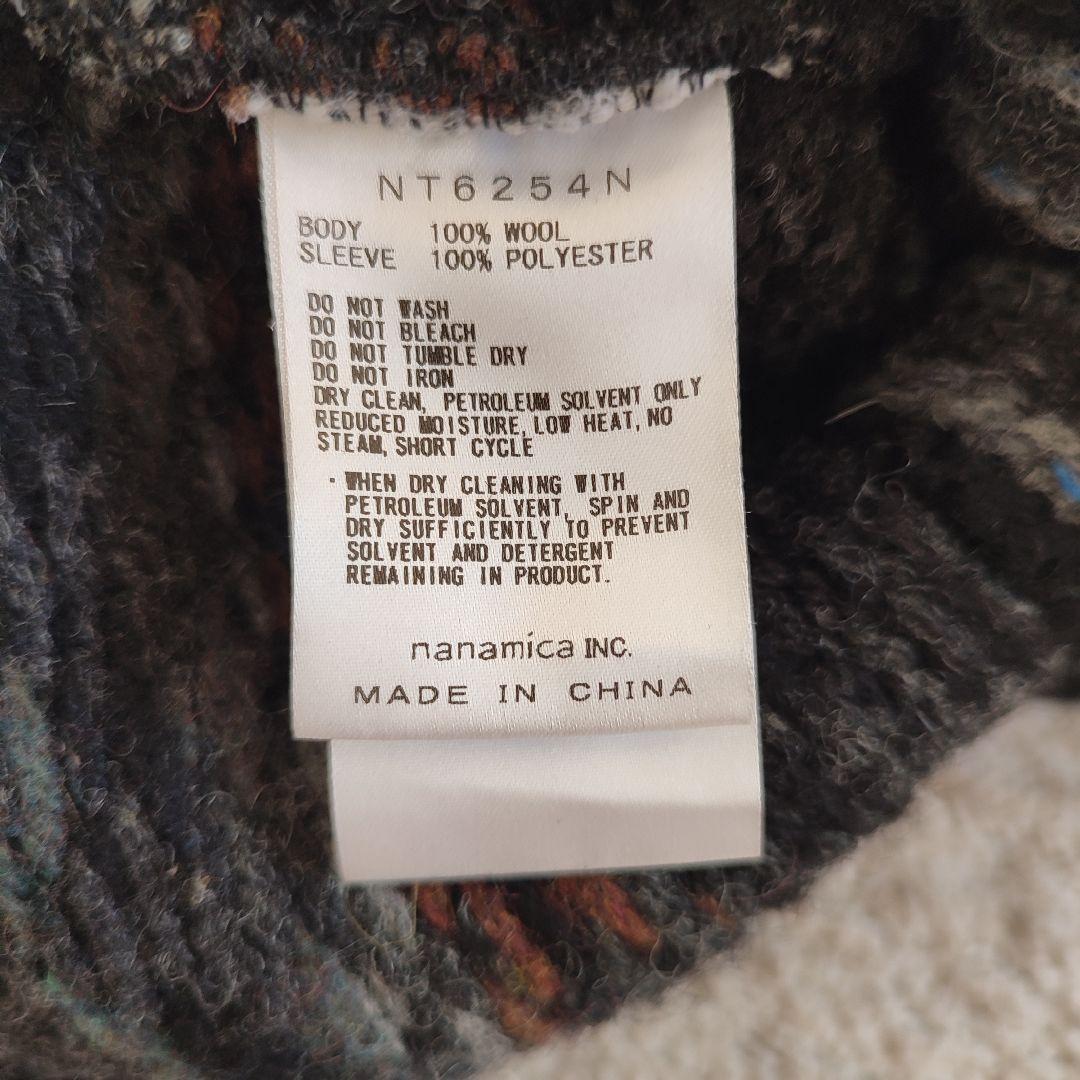 NT6254N
BODY 100% WOOL
SLEEVE 100% POLYESTER
DO NOT WASH
DO NOT BLEACH
DO NOT TUMBLE DRY
DO NOT IRON
DRY CLEAN, PETROLEUM SOLVENT ONLY
REDUCED MOISTURE, LOW HEAT, NO
STEAM, SHORT CYCLE
・WHEN DRY CLEANING WITH
PETROLEUM SOLVENT, SPIN AND
DRY SUFFICIENTLY TO PREVENT
SOLVENT AND DETERGENT
REMAINING IN PRODUCT.
nanamica INC.
MADE IN CHINA